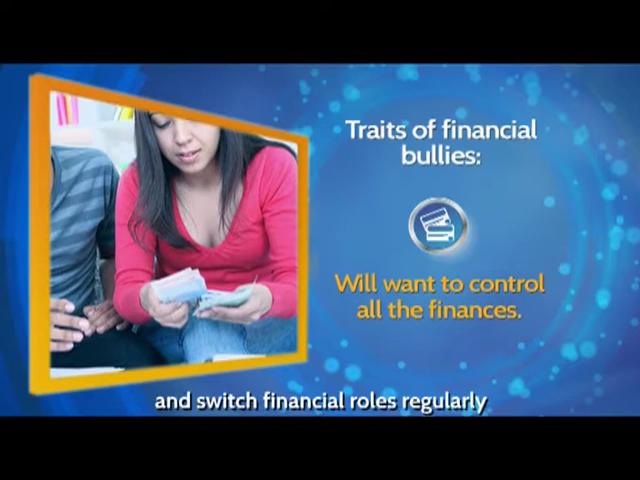 Traits of financial
bullies:
Will want to control
all the finances.
and switch financial roles regularly